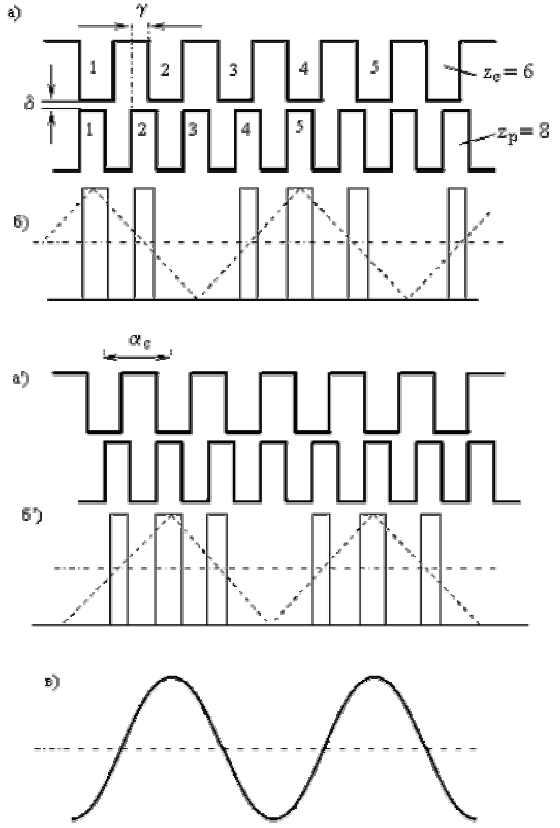 а)
γ
1 2 3 4 5
z_c = 6
δ
1 2 3 4 5
z_p = 8
б)
α_c
а')
б')
в)